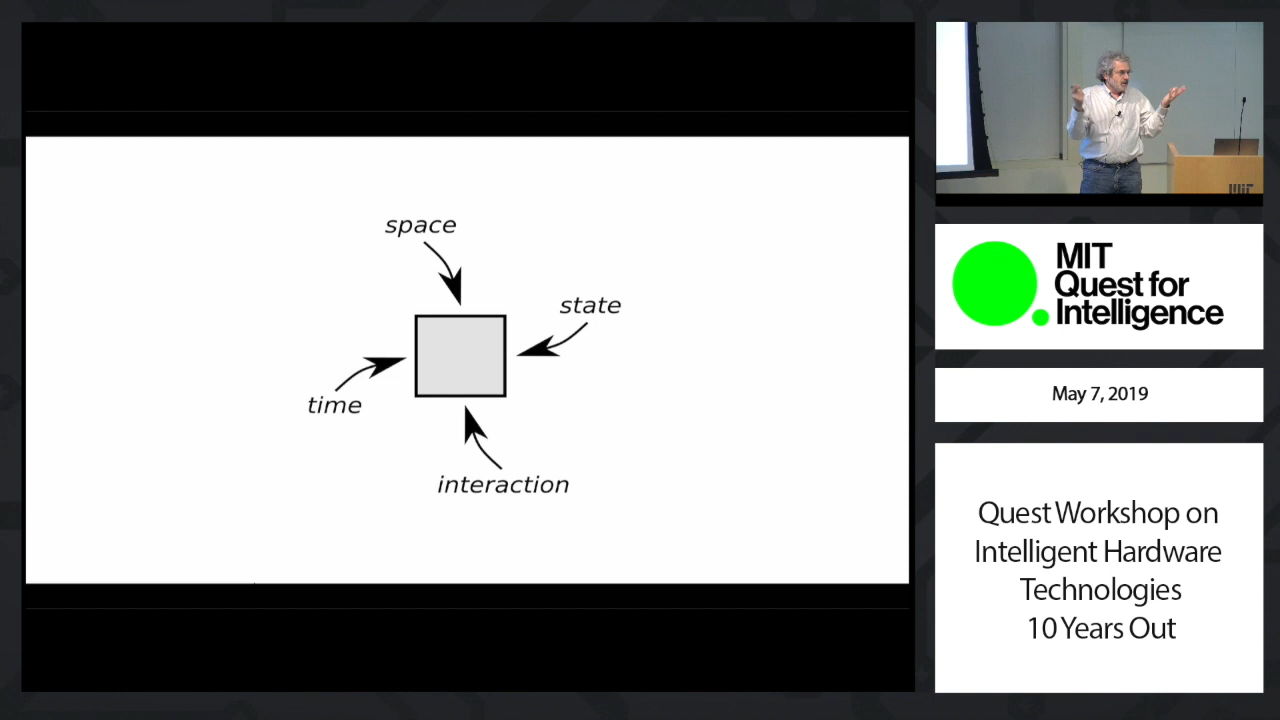 space
state
time
interaction
MIT
MIT
Quest for
Intelligence
May 7, 2019
Quest Workshop on
Intelligent Hardware
Technologies
10 Years Out